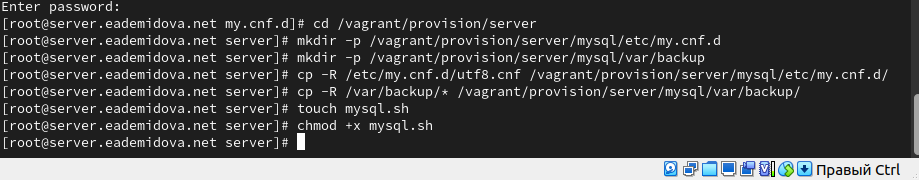 Enter password:
[root@server.eademidova.net my.cnf.d]# cd /vagrant/provision/server
[root@server.eademidova.net server]# mkdir -p /vagrant/provision/server/mysql/etc/my.cnf.d
[root@server.eademidova.net server]# mkdir -p /vagrant/provision/server/mysql/var/backup
[root@server.eademidova.net server]# cp -R /etc/my.cnf.d/utf8.cnf /vagrant/provision/server/mysql/etc/my.cnf.d/
[root@server.eademidova.net server]# cp -R /var/backup/* /vagrant/provision/server/mysql/var/backup/
[root@server.eademidova.net server]# touch mysql.sh
[root@server.eademidova.net server]# chmod +x mysql.sh
[root@server.eademidova.net server]#
Правый Ctrl